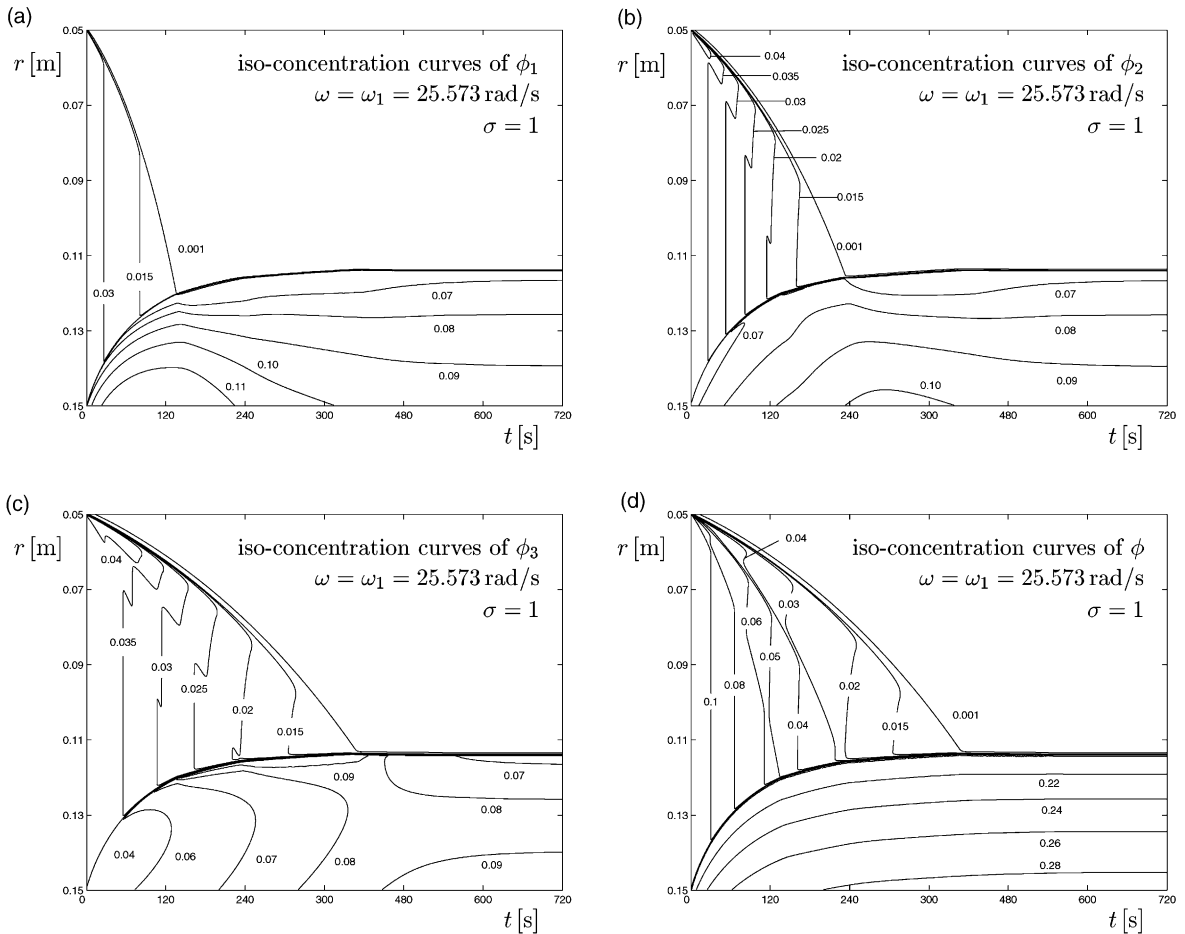 (a)
0.05
r [m]
iso-concentration curves of ϕ1
ω = ω1 = 25.573 rad/s
σ = 1
0.07
0.09
0.11
0.13
0.15
0.001
0.015
0.03
0.07
0.08
0.09
0.10
0.11
0 120 240 360 480 600 720
t [s]
(b)
0.05
r [m]
iso-concentration curves of ϕ2
ω = ω1 = 25.573 rad/s
σ = 1
0.07
0.09
0.11
0.13
0.15
0.04
0.035
0.03
0.025
0.02
0.015
0.001
0.07
0.07
0.08
0.09
0.10
0 120 240 360 480 600 720
t [s]
(c)
0.05
r [m]
iso-concentration curves of ϕ3
ω = ω1 = 25.573 rad/s
σ = 1
0.07
0.09
0.11
0.13
0.15
0.04
0.035
0.03
0.025
0.02
0.015
0.09
0.07
0.08
0.04
0.06
0.07
0.08
0.09
0 120 240 360 480 600 720
t [s]
(d)
0.05
r [m]
iso-concentration curves of ϕ
ω = ω1 = 25.573 rad/s
σ = 1
0.07
0.09
0.11
0.13
0.15
0.04
0.03
0.06
0.05
0.08
0.1
0.02
0.04
0.015
0.001
0.22
0.24
0.26
0.28
0 120 240 360 480 600 720
t [s]